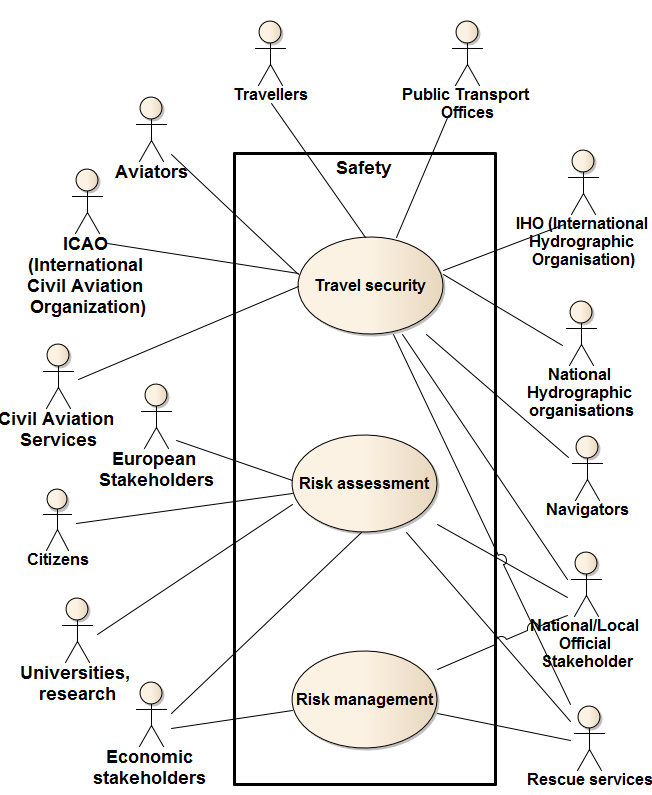 Travellers
Public Transport
Offices
Aviators
Safety
IHO (International
Hydrographic
Organisation)
ICAO
(International
Civil Aviation
Organization)
Travel security
National
Hydrographic
organisations
Civil Aviation
Services
European
Stakeholders
Risk assessment
Navigators
Citizens
National/Local
Official
Stakeholder
Universities,
research
Risk management
Economic
stakeholders
Rescue services